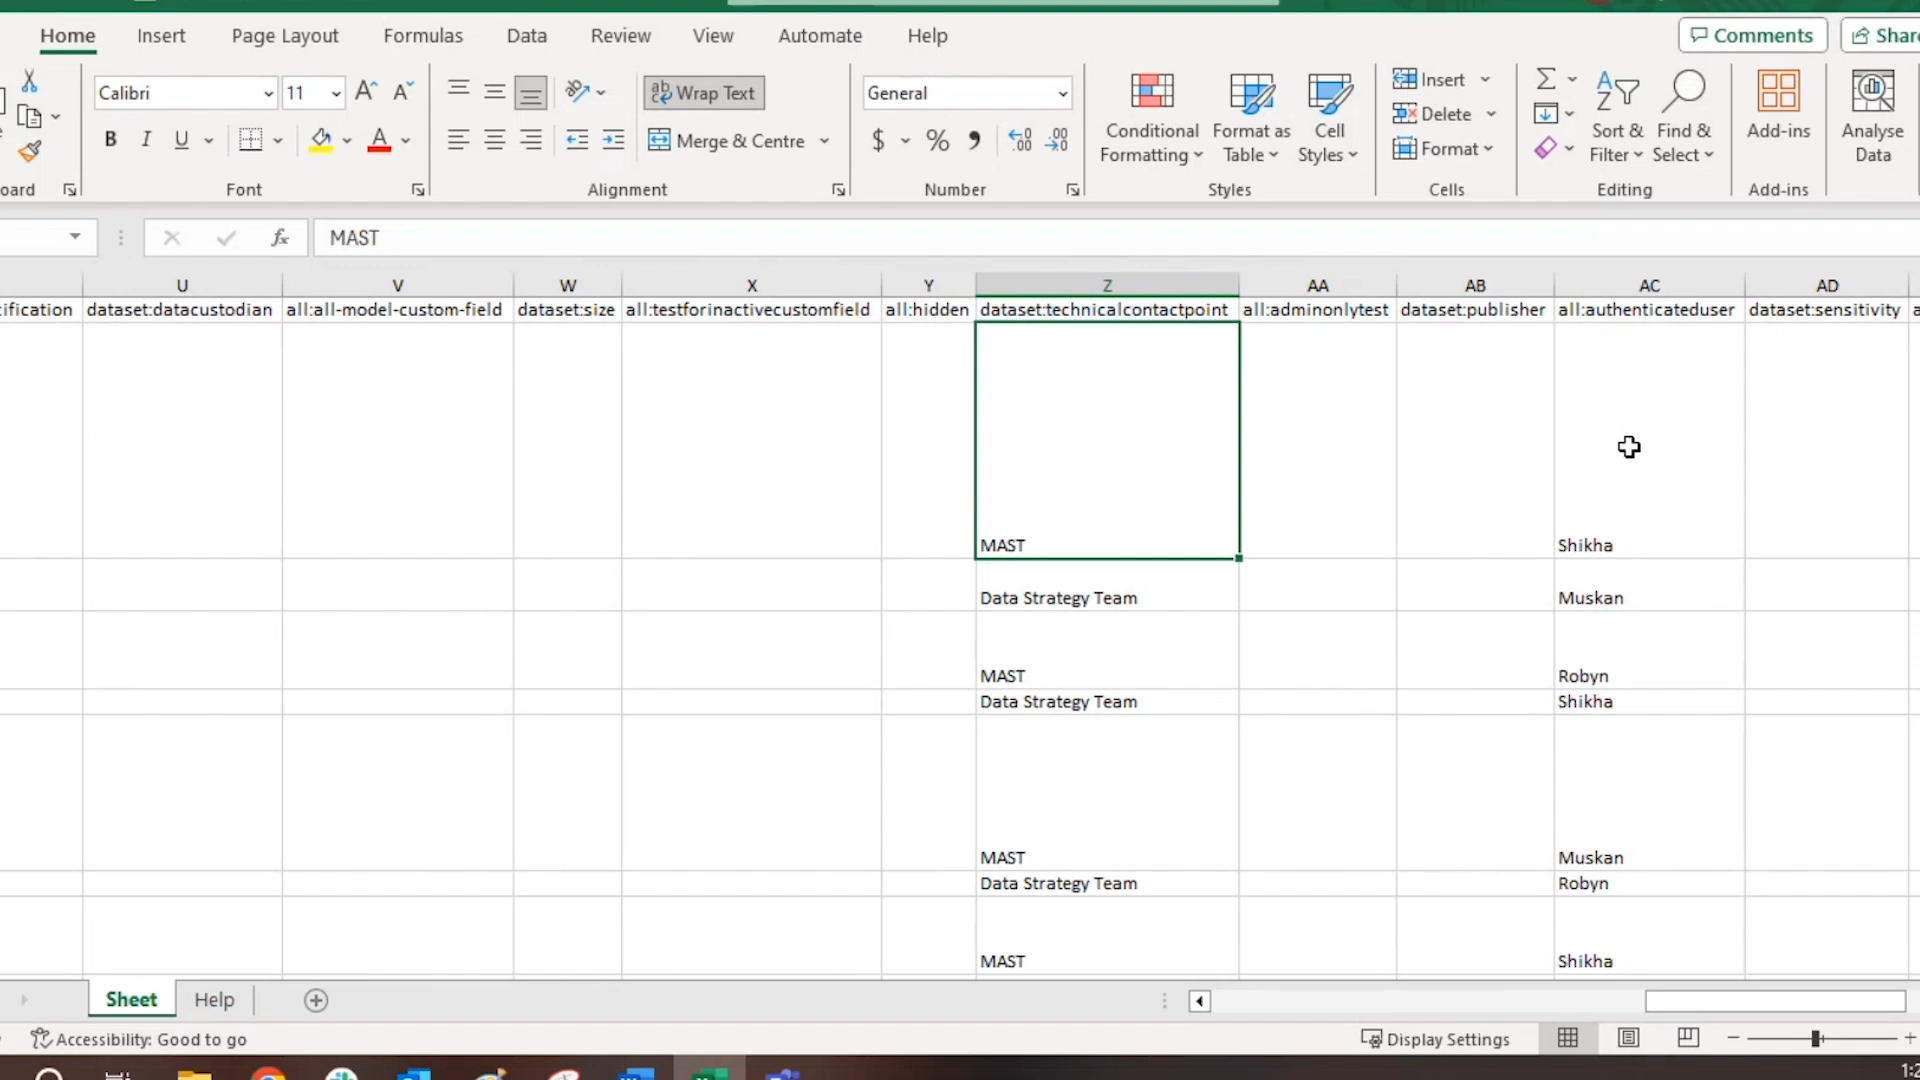 Home Insert Page Layout Formulas Data Review View Automate Help Comments Share
Calibri 11 Wrap Text General Insert
Conditional Formatting Format as Table Cell Styles Delete Sort & Filter Find & Select Add-ins Analyse Data
B I U Merge & Centre $ % Format
Font Alignment Number Styles Cells Editing Add-ins
fx MAST
U V W X Y Z AA AB AC AD
dataset:datacustodian all:all-model-custom-field dataset:size all:testforinactivecustomfield all:hidden dataset:technicalcontactpoint all:adminonlytest dataset:publisher all:authenticateduser dataset:sensitivity
MAST Shikha
Data Strategy Team Muskan
MAST Robyn
Data Strategy Team Shikha
MAST Muskan
Data Strategy Team Robyn
MAST Shikha
Sheet Help
Accessibility: Good to go Display Settings